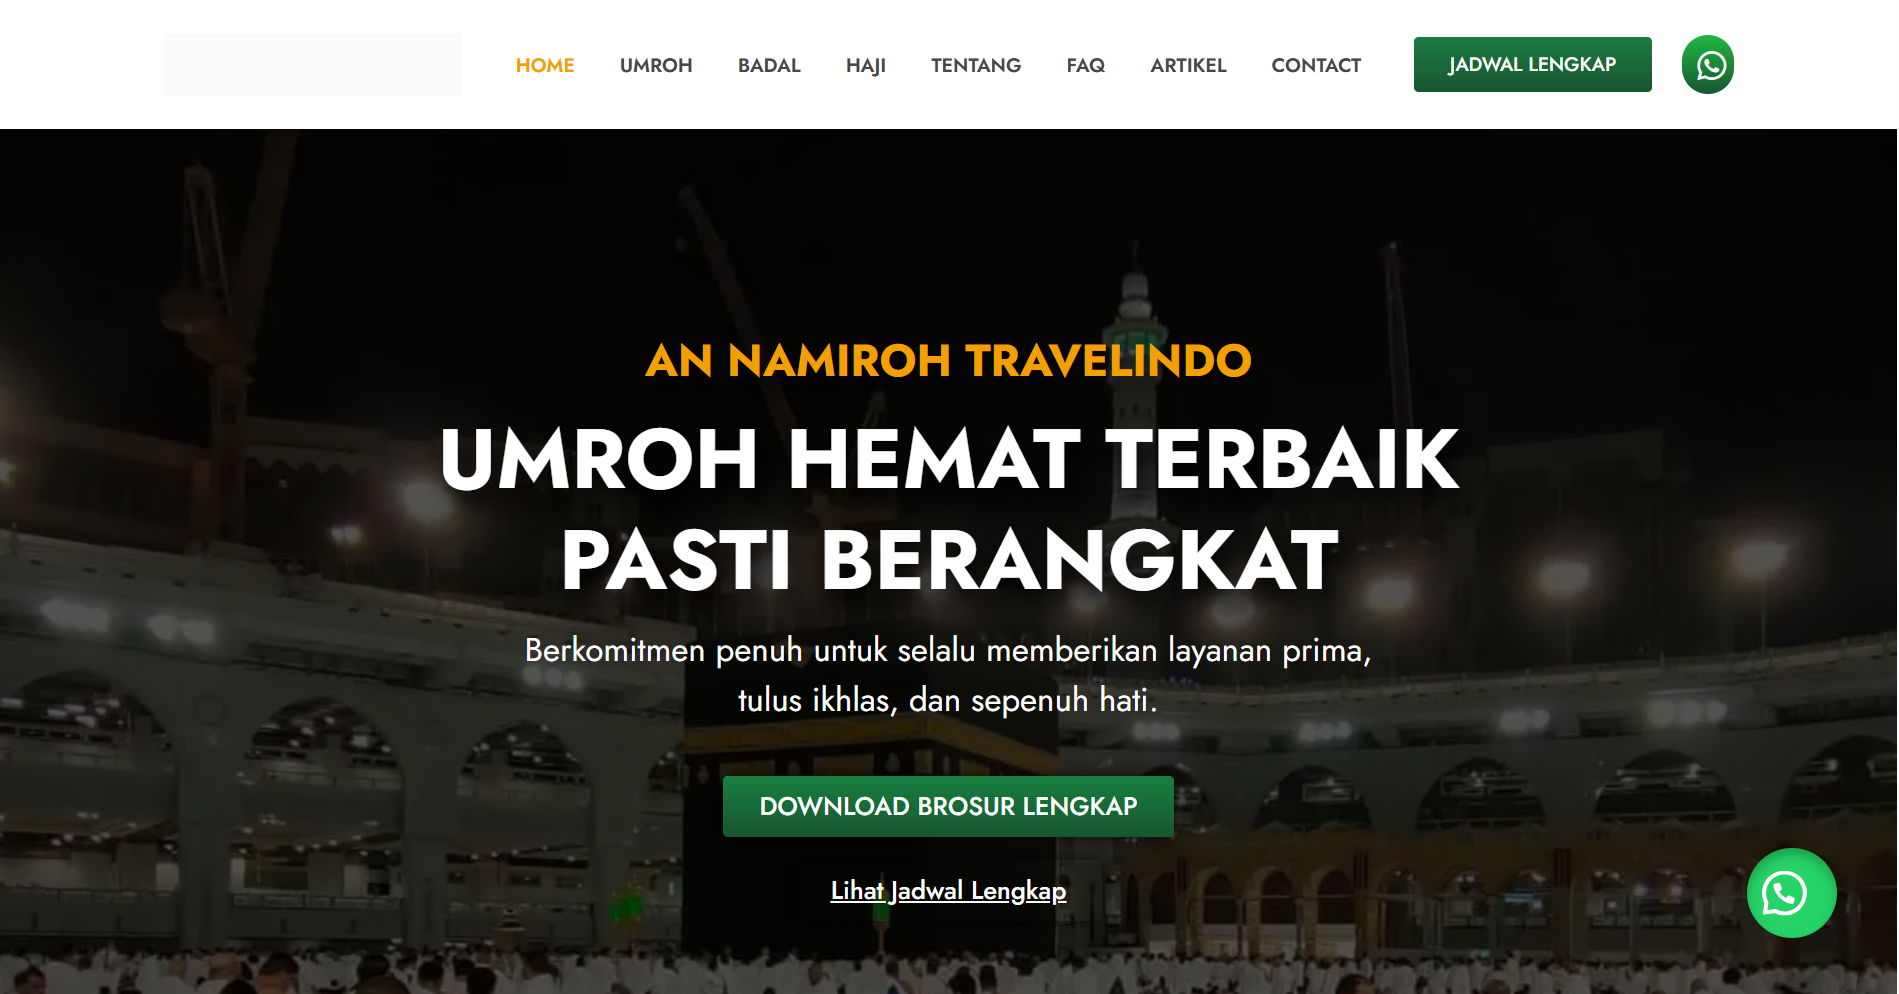 HOME
UMROH
BADAL
HAJI
TENTANG
FAQ
ARTIKEL
CONTACT
JADWAL LENGKAP
AN NAMIROH TRAVELINDO
UMROH HEMAT TERBAIK
PASTI BERANGKAT
Berkomitmen penuh untuk selalu memberikan layanan prima,
tulus ikhlas, dan sepenuh hati.
DOWNLOAD BROSUR LENGKAP
Lihat Jadwal Lengkap